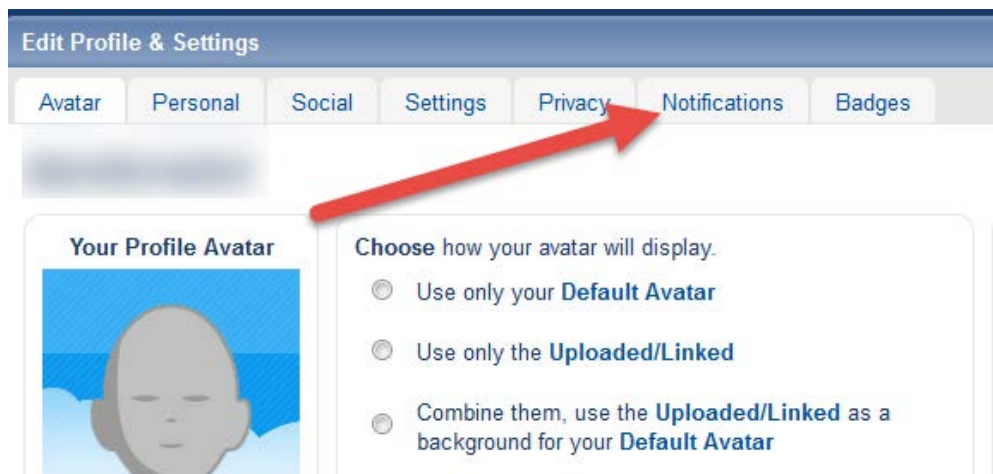 Edit Profile & Settings
Avatar Personal Social Settings Privacy Notifications Badges
Your Profile Avatar
Choose how your avatar will display.
Use only your Default Avatar
Use only the Uploaded/Linked
Combine them, use the Uploaded/Linked as a
background for your Default Avatar